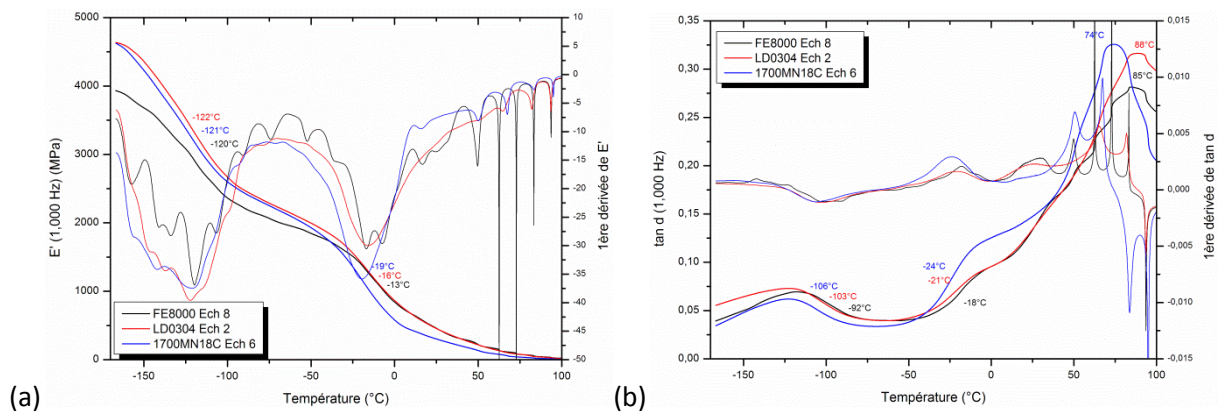 FE8000 Ech 8
LD0304 Ech 2
1700MN18C Ech 6
E' (1,000 Hz) (MPa)
5000
4000
3000
2000
1000
0
-122°C
-121°C
-120°C
-19°C
-16°C
-13°C
10
5
0
-5
-10
-15
-20
-25
-30
-35
-40
-45
-50
1ère dérivée de E'
-150 -100 -50 0 50 100
Température (°C)
(a)
tan d (1,000 Hz)
0,35
0,30
0,25
0,20
0,15
0,10
0,05
0,00
FE8000 Ech 8
LD0304 Ech 2
1700MN18C Ech 6
74°C
88°C
85°C
-24°C
-21°C
-18°C
-106°C
-103°C
-92°C
0,015
0,010
0,005
0,000
-0,005
-0,010
-0,015
1ère dérivée de tan d
-150 -100 -50 0 50 100
Température (°C)
(b)